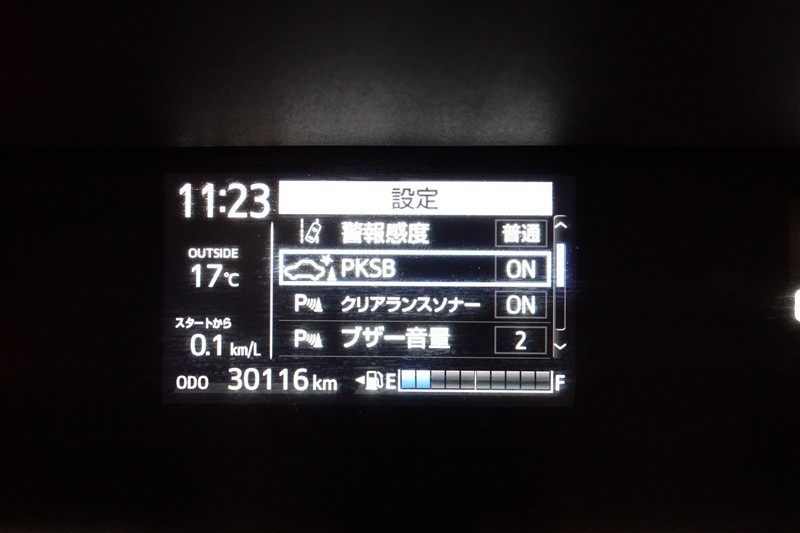 11:23
設定
OUTSIDE
17℃
スタートから
0.1 km/L
警報感度 普通
PKSB ON
P クリアランスソナー ON
P ブザー音量 2
ODO 30116 km E F